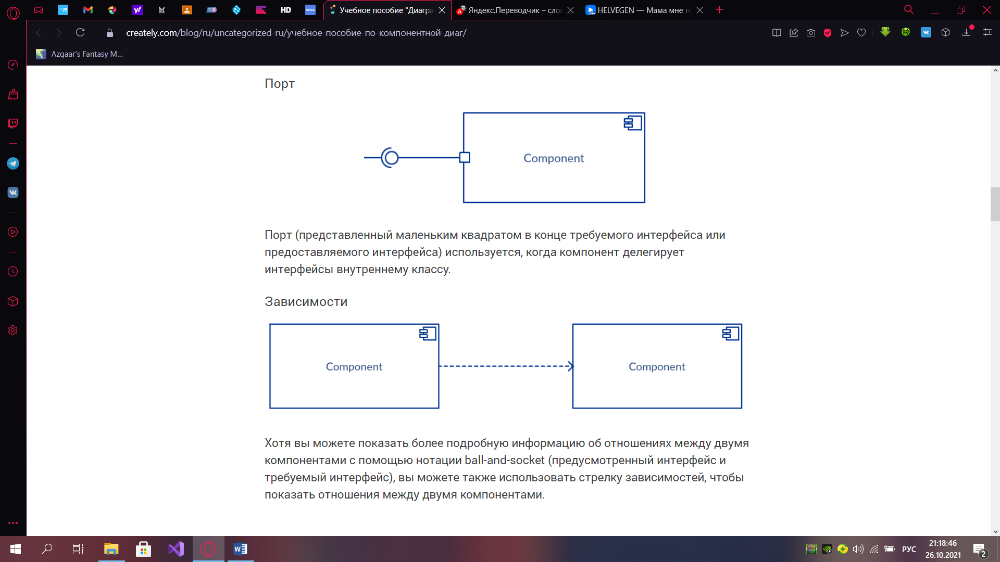 Учебное пособие "Диагра
Яндекс.Переводчик – слов
HELVEGEN — Мама мне го
creately.com/blog/ru/uncategorized-ru/учебное-пособие-по-компонентной-диаг/
Azgaar's Fantasy M...
Порт
Component
Порт (представленный маленьким квадратом в конце требуемого интерфейса или
предоставляемого интерфейса) используется, когда компонент делегирует
интерфейсы внутреннему классу.
Зависимости
Component
Component
Хотя вы можете показать более подробную информацию об отношениях между двумя
компонентами с помощью нотации ball-and-socket (предусмотренный интерфейс и
требуемый интерфейс), вы можете также использовать стрелку зависимостей, чтобы
показать отношения между двумя компонентами.
РУС
21:18:46
26.10.2021
2